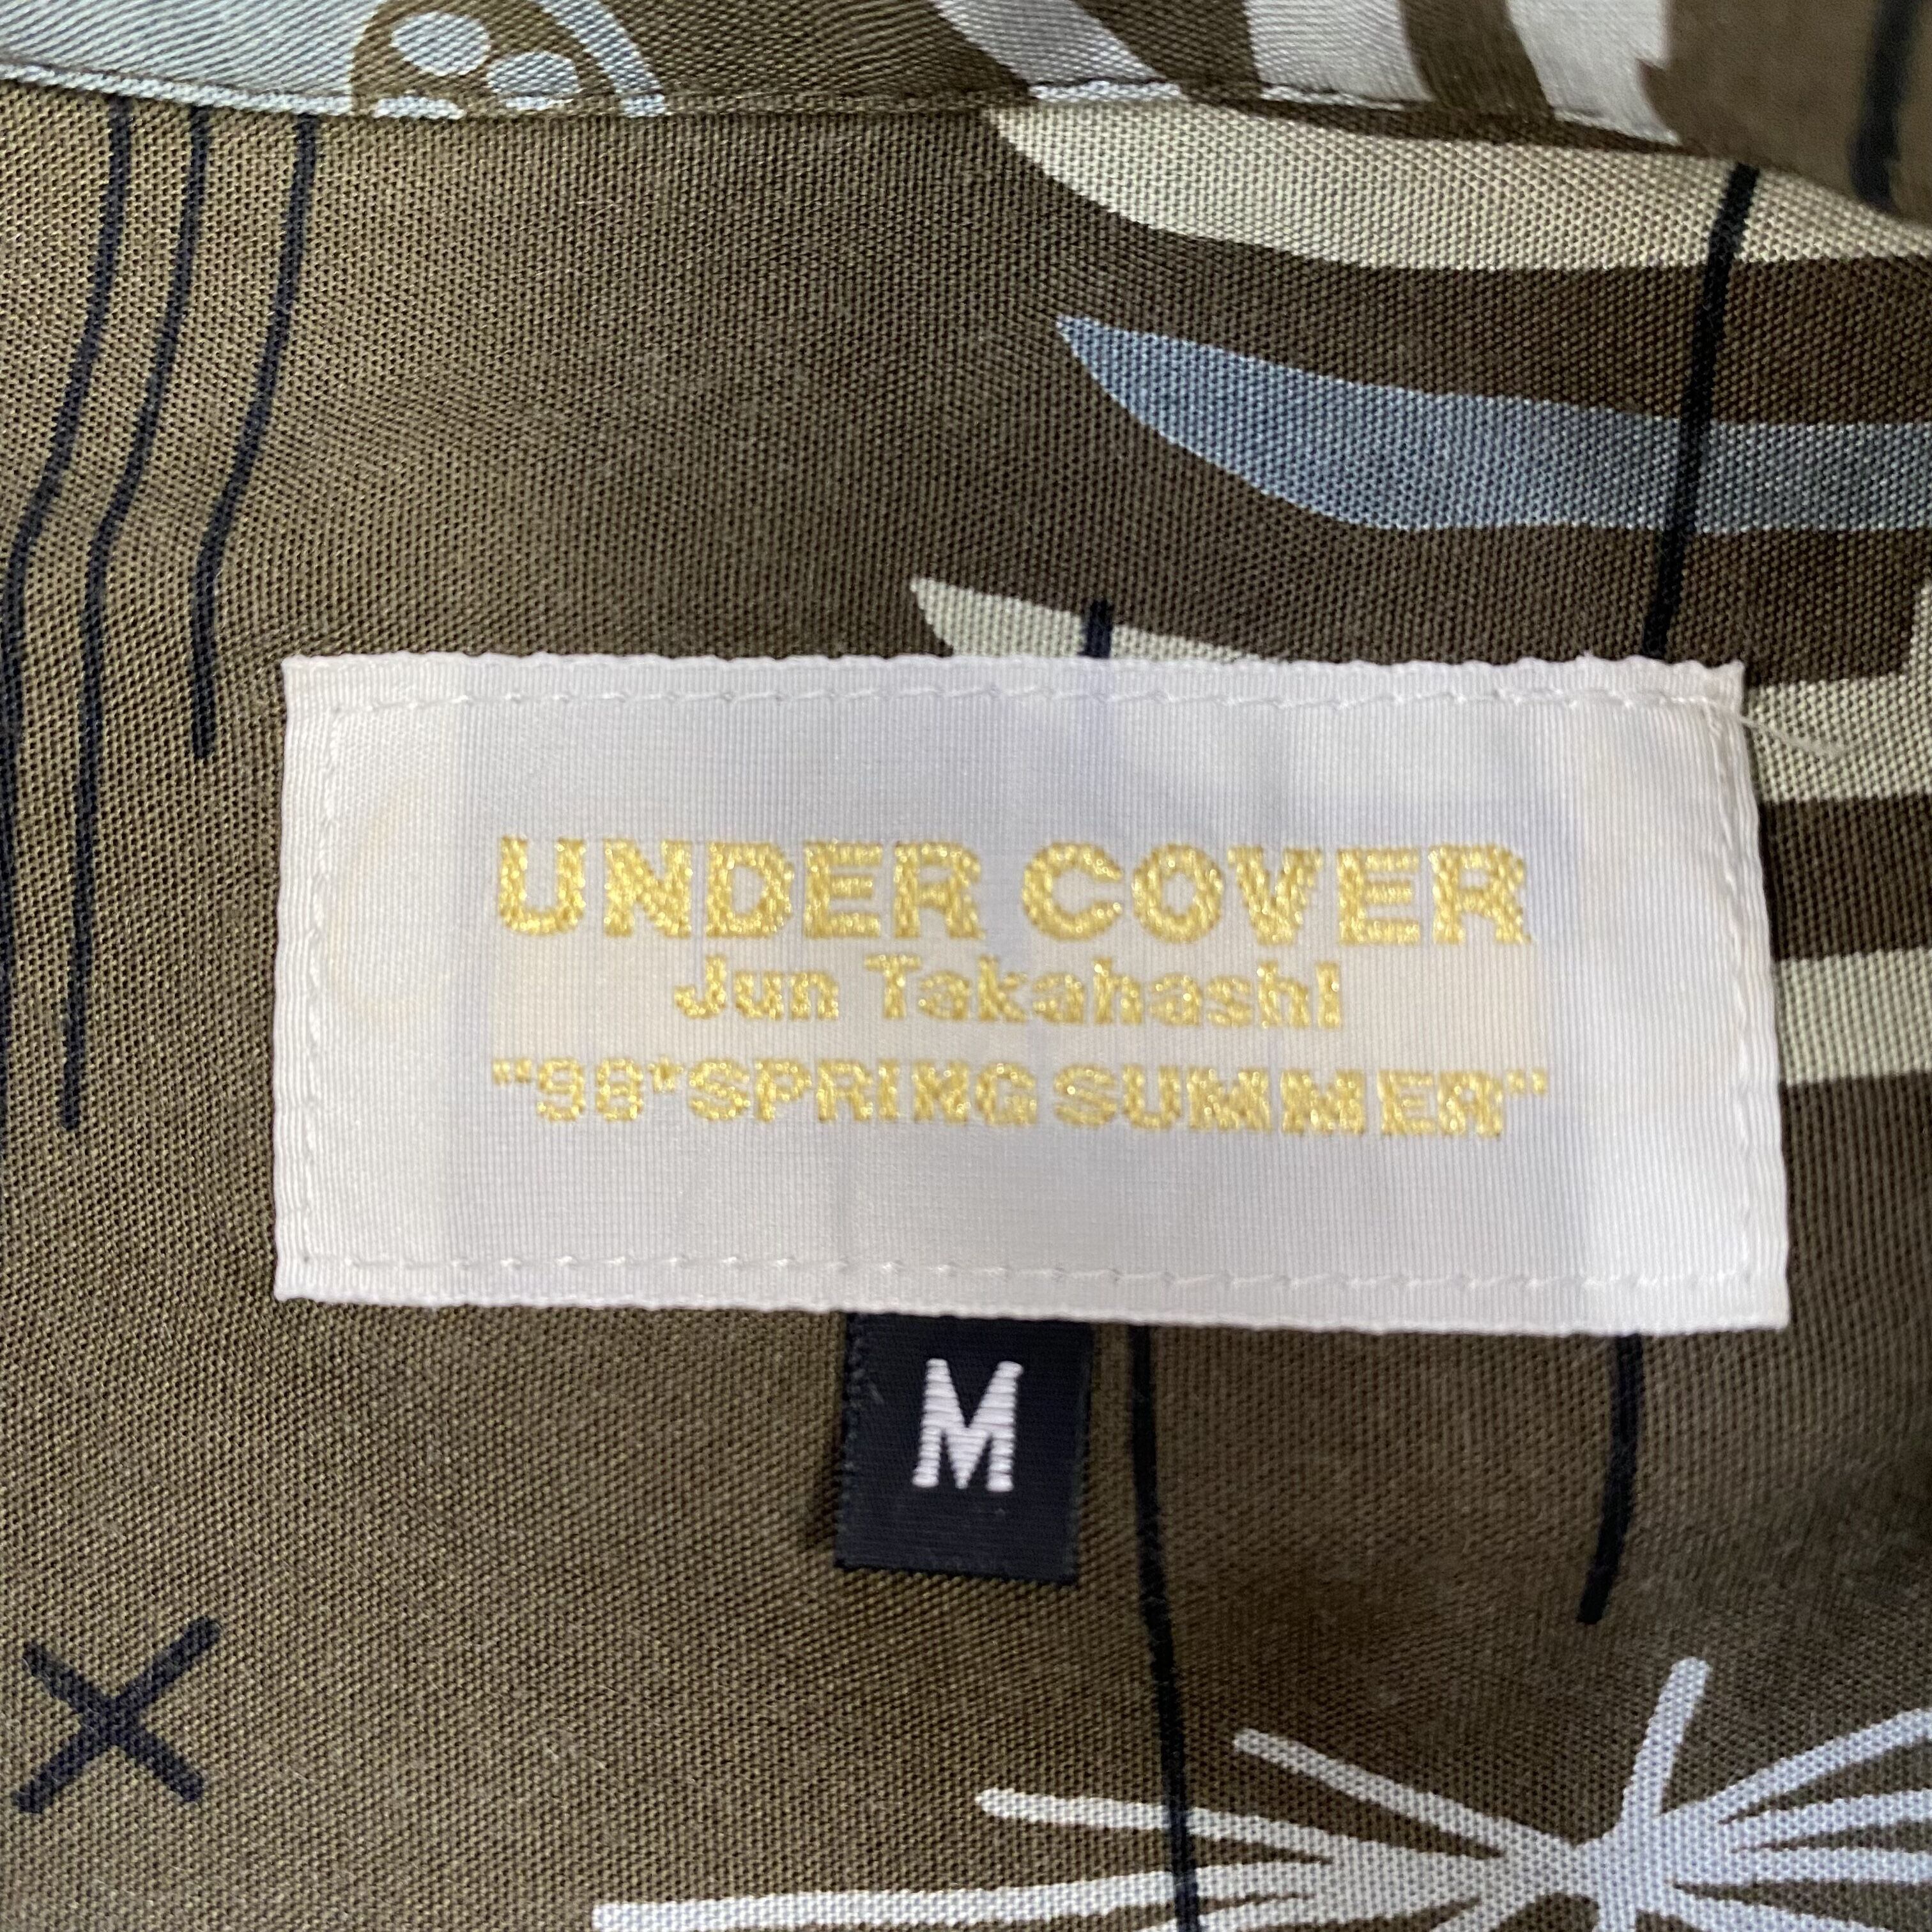 UNDER COVER
Jun Takahashi
"98*SPRING SUMMER"
M